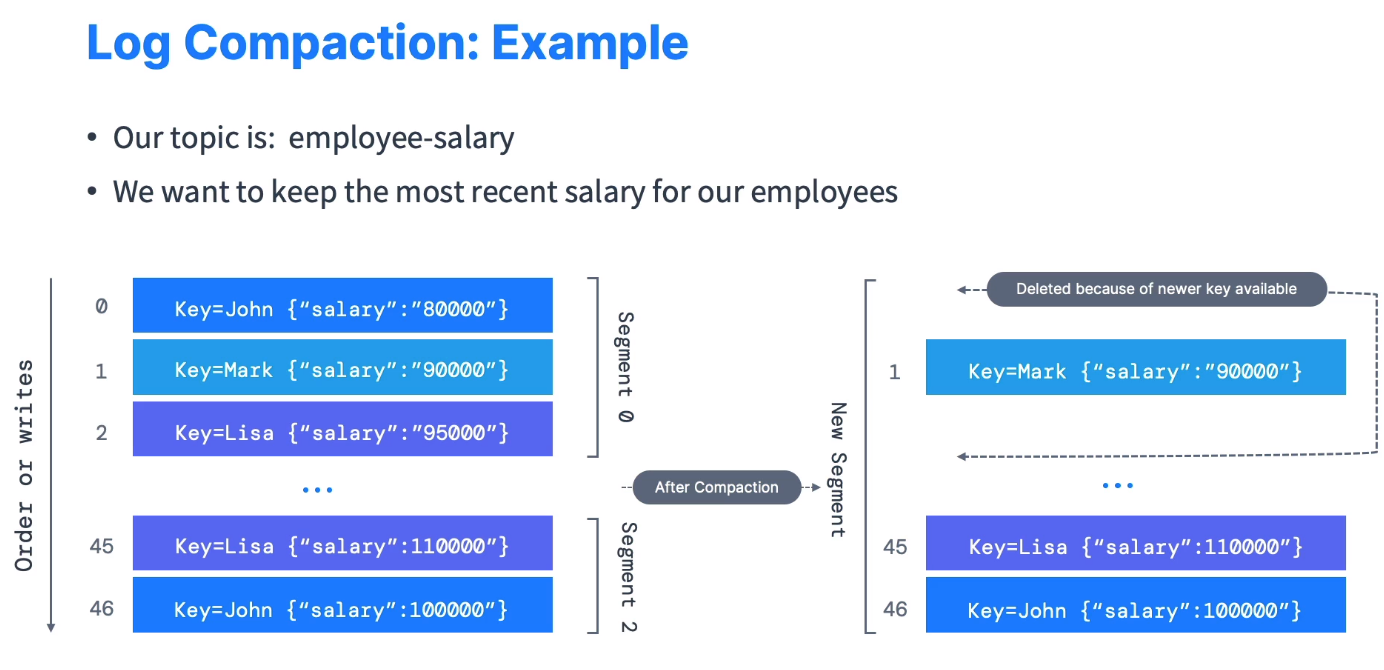 Log Compaction: Example
• Our topic is: employee-salary
• We want to keep the most recent salary for our employees
Order or writes
0 Key=John {“salary”:”80000”}
1 Key=Mark {“salary”:”90000”}
2 Key=Lisa {“salary”:”95000”}
Segment 0
...
45 Key=Lisa {“salary”:110000”}
46 Key=John {“salary”:100000”}
Segment 2
After Compaction
New Segment
Deleted because of newer key available
1 Key=Mark {“salary”:”90000”}
...
45 Key=Lisa {“salary”:110000”}
46 Key=John {“salary”:100000”}